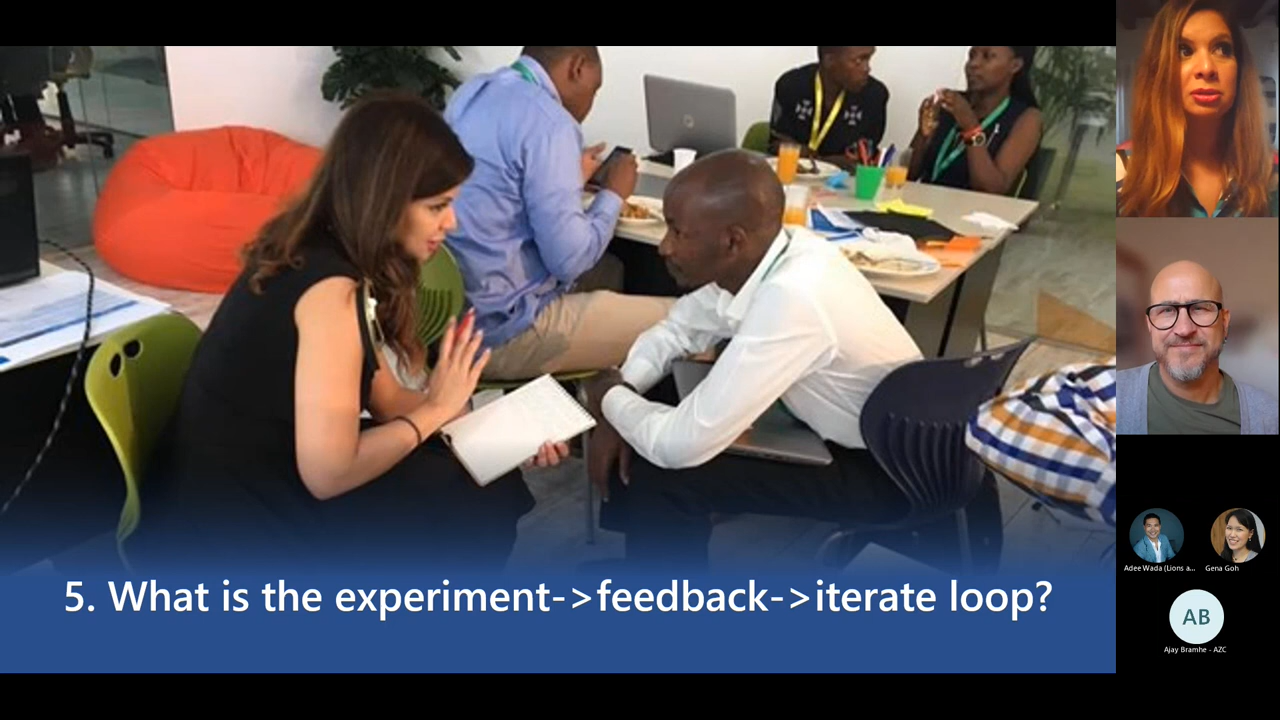 5. What is the experiment->feedback->iterate loop?
Adee Wada (Lions a...
Gena Goh
AB
Ajay Bramhe - AZC